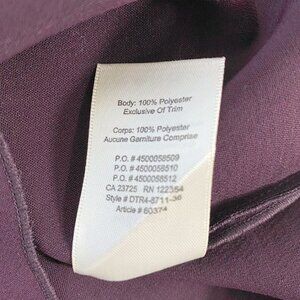 Body: 100% Polyester
Exclusive Of Trim
Corps: 100% Polyester
Aucune Garniture Comprise
P.O. # 4500058509
P.O. # 4500058510
P.O. # 4500058512
CA 23725 RN 122354
Style # DTR4-8711-36
Article # 60374